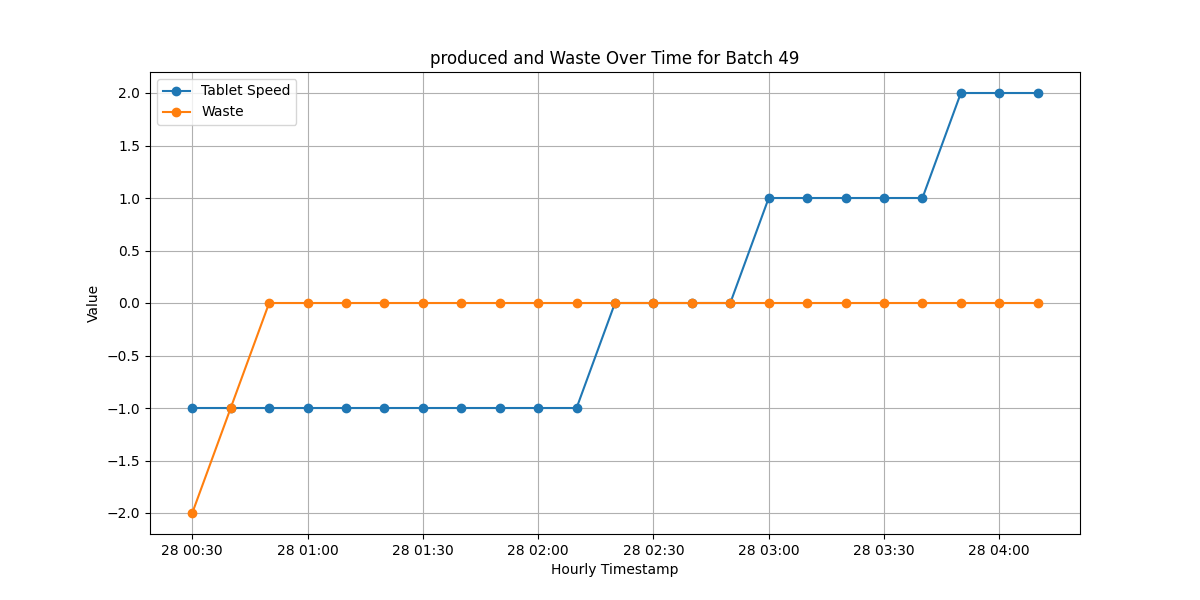 produced and Waste Over Time for Batch 49
Tablet Speed
Waste
2.0
1.5
1.0
0.5
0.0
−0.5
−1.0
−1.5
−2.0
Value
28 00:30 28 01:00 28 01:30 28 02:00 28 02:30 28 03:00 28 03:30 28 04:00
Hourly Timestamp